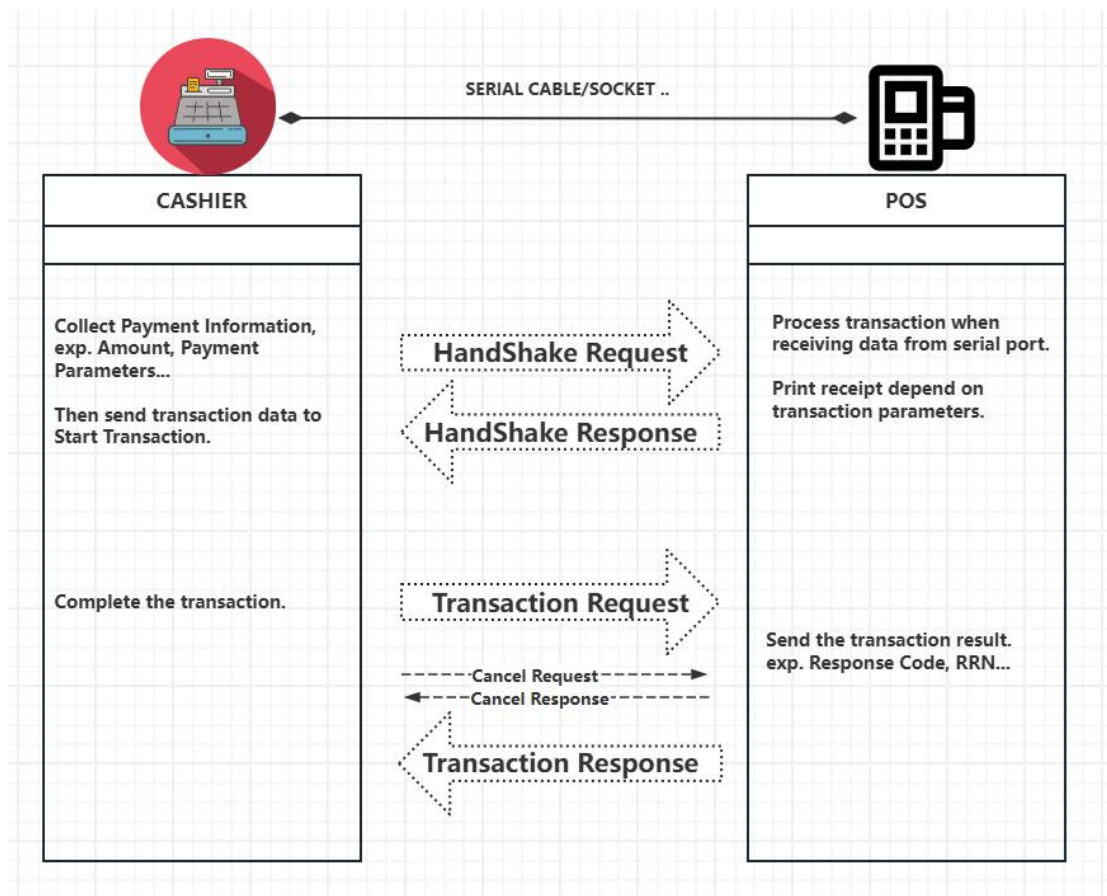 SERIAL CABLE/SOCKET ..
CASHIER
POS
Collect Payment Information,
exp. Amount, Payment
Parameters...
Then send transaction data to
Start Transaction.
HandShake Request
HandShake Response
Process transaction when
receiving data from serial port.
Print receipt depend on
transaction parameters.
Complete the transaction.
Transaction Request
Cancel Request
Cancel Response
Transaction Response
Send the transaction result.
exp. Response Code, RRN...